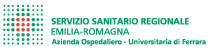 SERVIZIO SANITARIO REGIONALE
EMILIA-ROMAGNA
Azienda Ospedaliero - Universitaria di Ferrara